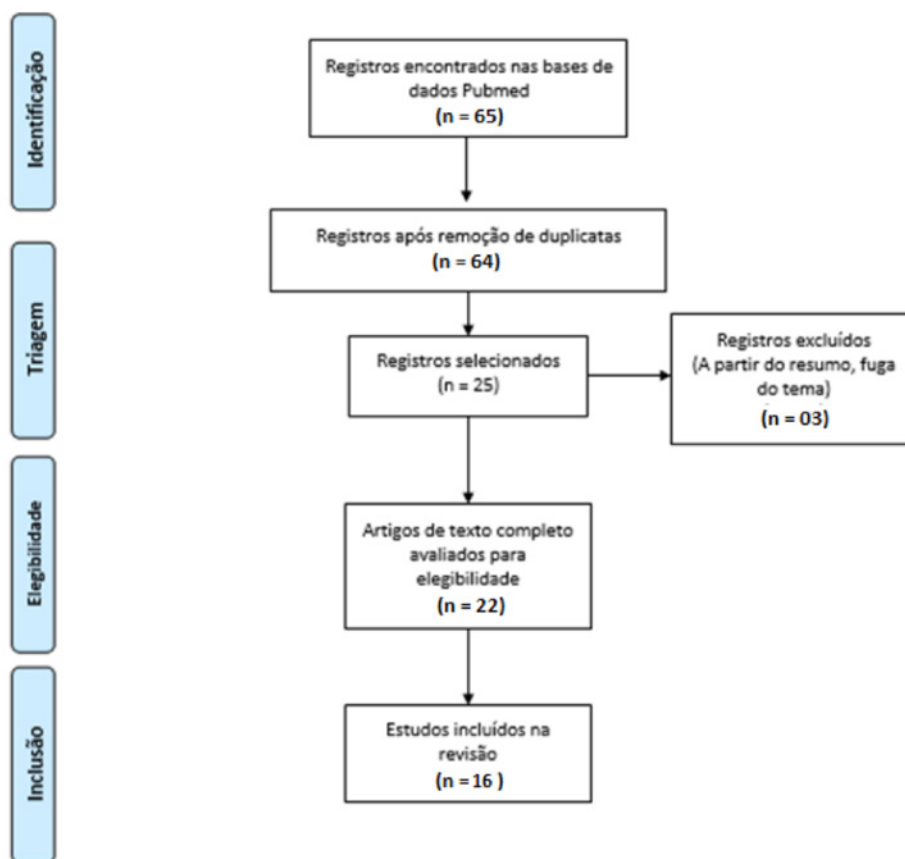 Identificação
Registros encontrados nas bases de
dados Pubmed
(n = 65)
Registros após remoção de duplicatas
(n = 64)
Triagem
Registros selecionados
(n = 25)
Registros excluídos
(A partir do resumo, fuga
do tema)
(n = 03)
Elegibilidade
Artigos de texto completo
avaliados para
elegibilidade
(n = 22)
Inclusão
Estudos incluídos na
revisão
(n = 16 )